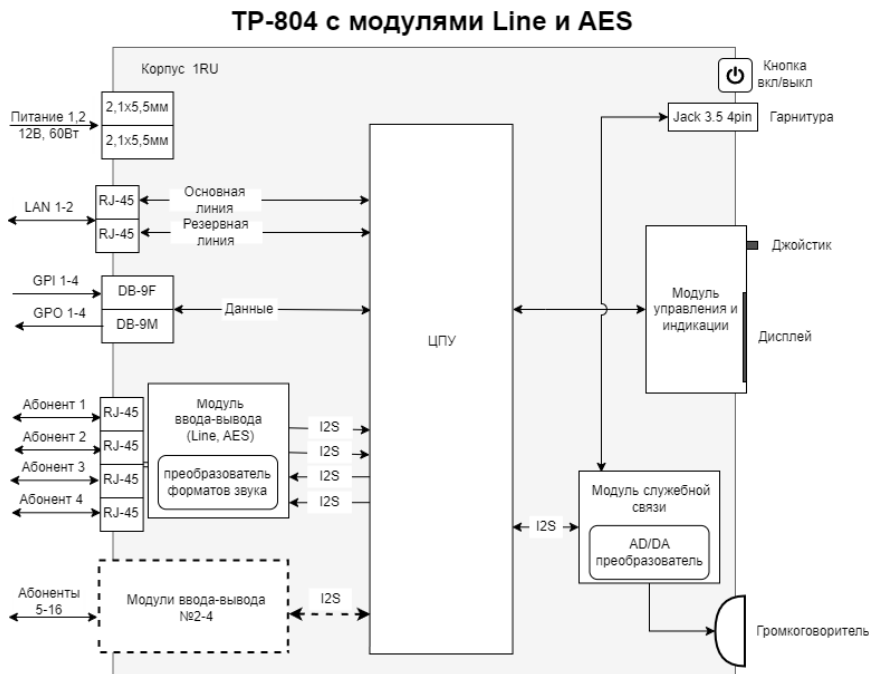 ТР-804 с модулями Line и AES
Корпус 1RU
Кнопка
вкл/выкл
Питание 1,2
12В, 60Вт
2,1x5,5мм
2,1x5,5мм
Jack 3.5 4pin
Гарнитура
LAN 1-2
RJ-45
RJ-45
Основная
линия
Резервная
линия
GPI 1-4
GPO 1-4
DB-9F
DB-9M
Данные
ЦПУ
Модуль
управления и
индикации
Джойстик
Дисплей
Абонент 1
Абонент 2
Абонент 3
Абонент 4
RJ-45
RJ-45
RJ-45
RJ-45
Модуль
ввода-вывода
(Line, AES)
преобразователь
форматов звука
I2S
I2S
I2S
I2S
Модуль служебной
связи
AD/DA
преобразователь
I2S
Абоненты
5-16
Модули ввода-вывода
№2-4
I2S
Громкоговоритель